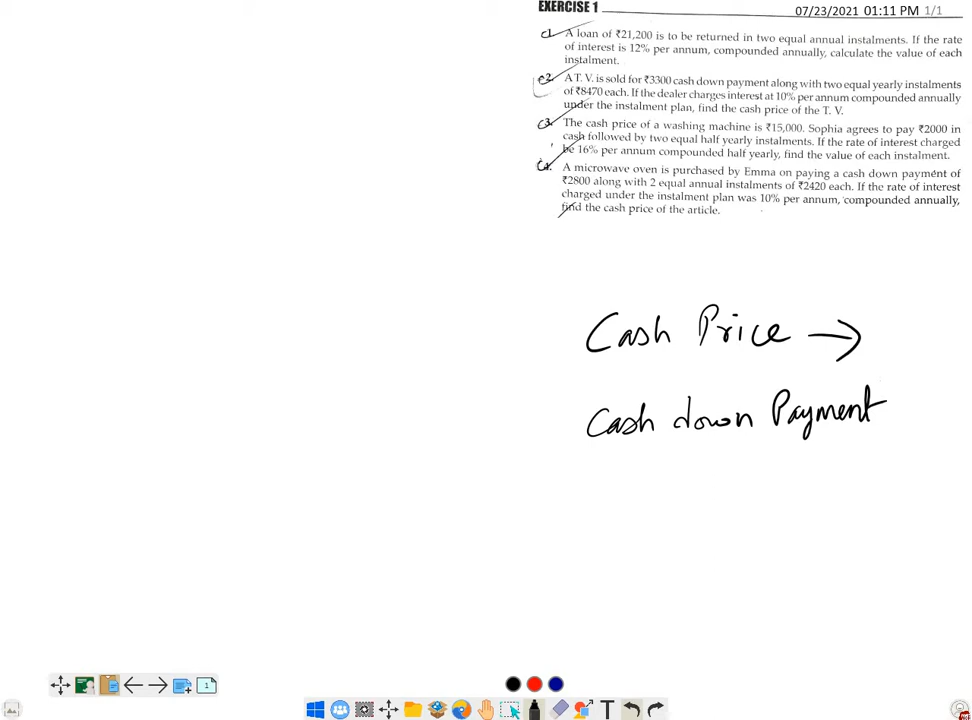 EXERCISE 1
07/23/2021 01:11 PM 1/1
c1. A loan of ₹21,200 is to be returned in two equal annual instalments. If the rate
of interest is 12% per annum, compounded annually, calculate the value of each
instalment.
c2. A T. V. is sold for ₹3300 cash down payment along with two equal yearly instalments
of ₹8470 each. If the dealer charges interest at 10% per annum compounded annually
under the instalment plan, find the cash price of the T. V.
c3. The cash price of a washing machine is ₹15,000. Sophia agrees to pay ₹2000 in
cash followed by two equal half yearly instalments. If the rate of interest charged
be 16% per annum compounded half yearly, find the value of each instalment.
c4. A microwave oven is purchased by Emma on paying a cash down payment of
₹2800 along with 2 equal annual instalments of ₹2420 each. If the rate of interest
charged under the instalment plan was 10% per annum, compounded annually,
find the cash price of the article.
Cash Price →
Cash down Payment
1
T